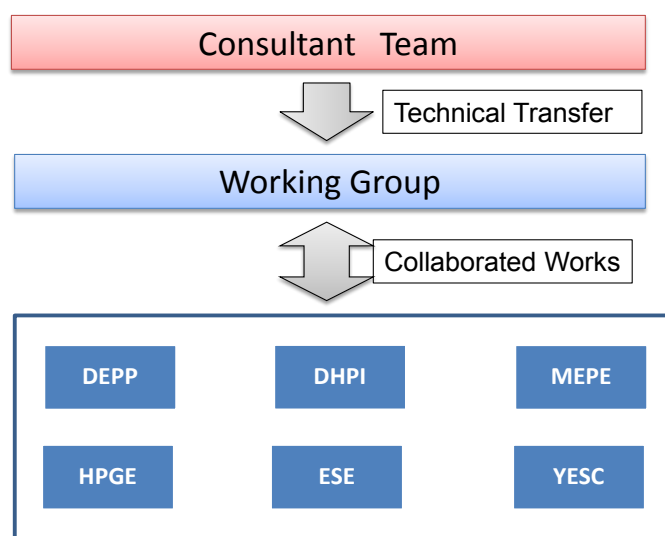 Consultant Team
Technical Transfer
Working Group
Collaborated Works
DEPP DHPI MEPE
HPGE ESE YESC